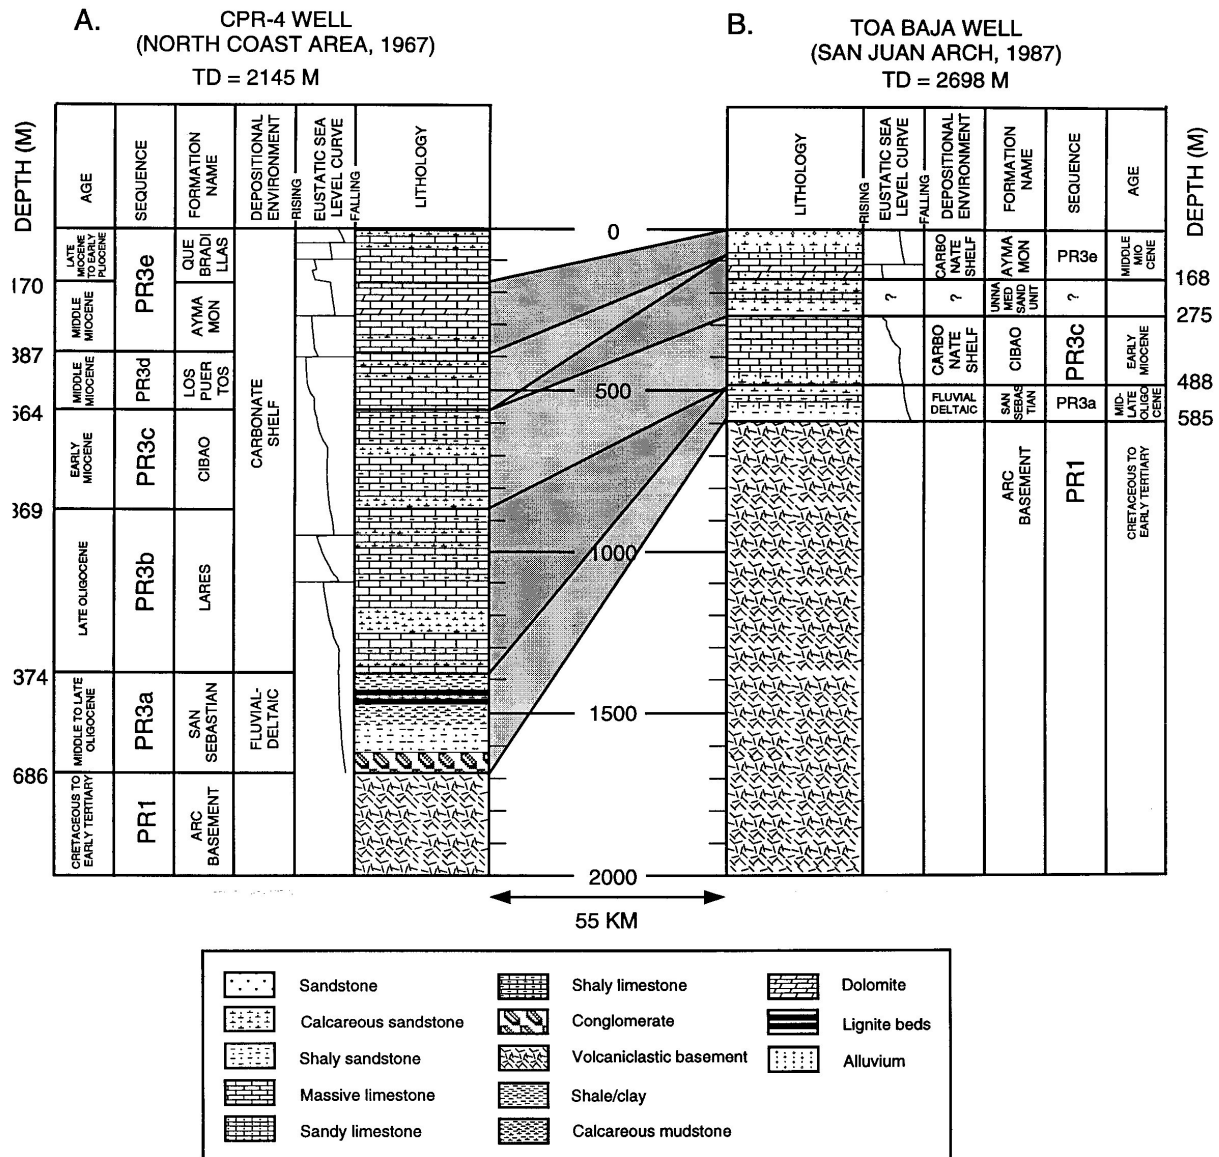 A.
CPR-4 WELL
(NORTH COAST AREA, 1967)
TD = 2145 M
B.
TOA BAJA WELL
(SAN JUAN ARCH, 1987)
TD = 2698 M
DEPTH (M)
AGE
SEQUENCE
FORMATION
NAME
DEPOSITIONAL
ENVIRONMENT
RISING
EUSTATIC SEA
LEVEL CURVE
FALLING
LITHOLOGY
LATE
MIOCENE
TO EARLY
PLIOCENE
PR3e
QUE
BRADI
LLAS
170
MIDDLE
MIOCENE
AYMA
MON
387
MIDDLE
MIOCENE
PR3d
LOS
PUER
TOS
564
EARLY
MIOCENE
PR3c
CIBAO
CARBONATE
SHELF
369
LATE OLIGOCENE
PR3b
LARES
374
MIDDLE TO LATE
OLIGOCENE
PR3a
SAN
SEBASTIAN
FLUVIAL-
DELTAIC
686
CRETACEOUS TO
EARLY TERTIARY
PR1
ARC
BASEMENT
0
500
1000
1500
2000
55 KM
LITHOLOGY
RISING
EUSTATIC SEA
LEVEL CURVE
FALLING
DEPOSITIONAL
ENVIRONMENT
FORMATION
NAME
SEQUENCE
AGE
DEPTH (M)
CARBO
NATE
SHELF
AYMA
MON
PR3e
MIDDLE
MIO
CENE
168
?
?
UNNA
MED
SAND
UNIT
?
275
CARBO
NATE
SHELF
CIBAO
PR3c
EARLY
MIOCENE
488
FLUVIAL
DELTAIC
SAN
SEBAS
TIAN
PR3a
MID-
LATE
OLIGO
CENE
585
ARC
BASEMENT
PR1
CRETACEOUS TO
EARLY TERTIARY
Sandstone
Calcareous sandstone
Shaly sandstone
Massive limestone
Sandy limestone
Shaly limestone
Conglomerate
Volcaniclastic basement
Shale/clay
Calcareous mudstone
Dolomite
Lignite beds
Alluvium